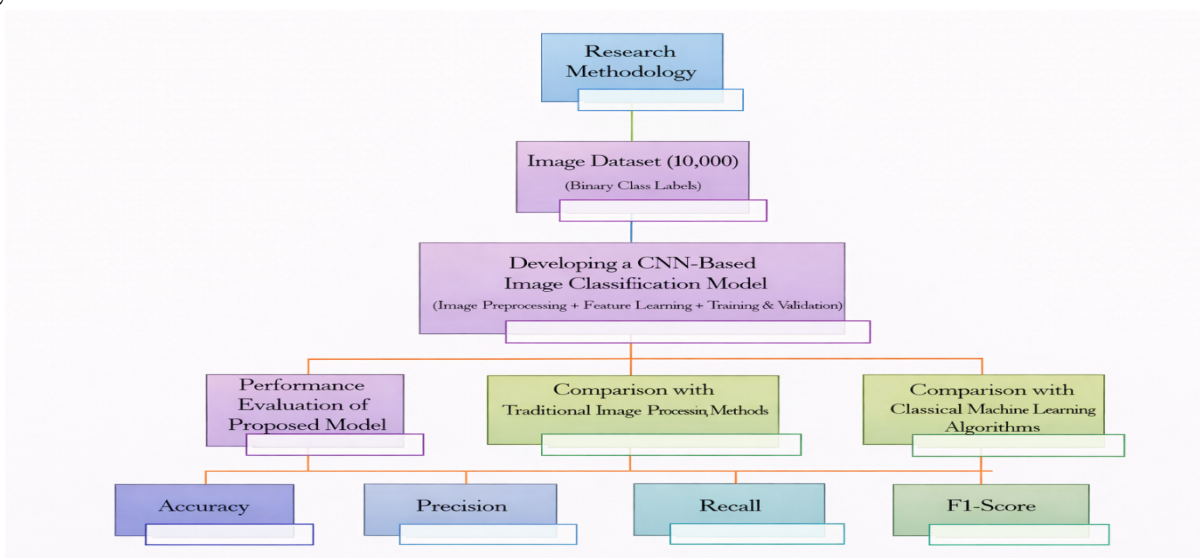 Research
Methodology
Image Dataset (10,000)
(Binary Class Labels)
Developing a CNN-Based
Image Classifiication Model
(Image Preprocessing + Feature Learning + Training & Validation)
Performance
Evaluation of
Proposed Model
Comparison with
Traditional Image Processin, Methods
Comparison with
Classical Machine Learning
Algorithms
Accuracy
Precision
Recall
F1-Score